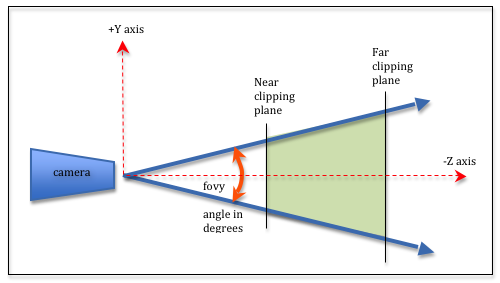 +Y axis
Far
clipping
plane
Near
clipping
plane
-Z axis
camera
fovy
angle in
degrees